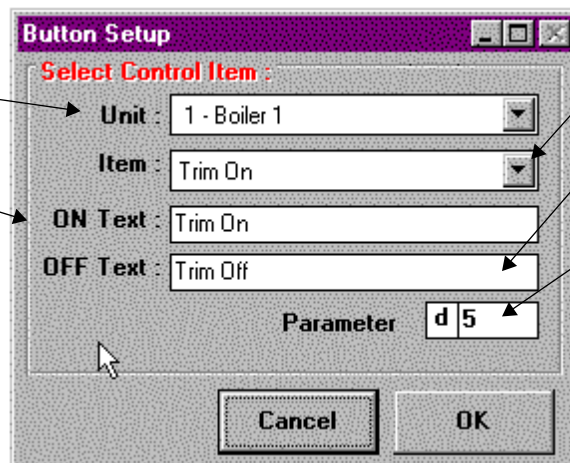 Button Setup
Select Control Item :
Unit : 1 - Boiler 1
Item : Trim On
ON Text : Trim On
OFF Text : Trim Off
Parameter d 5
Cancel OK